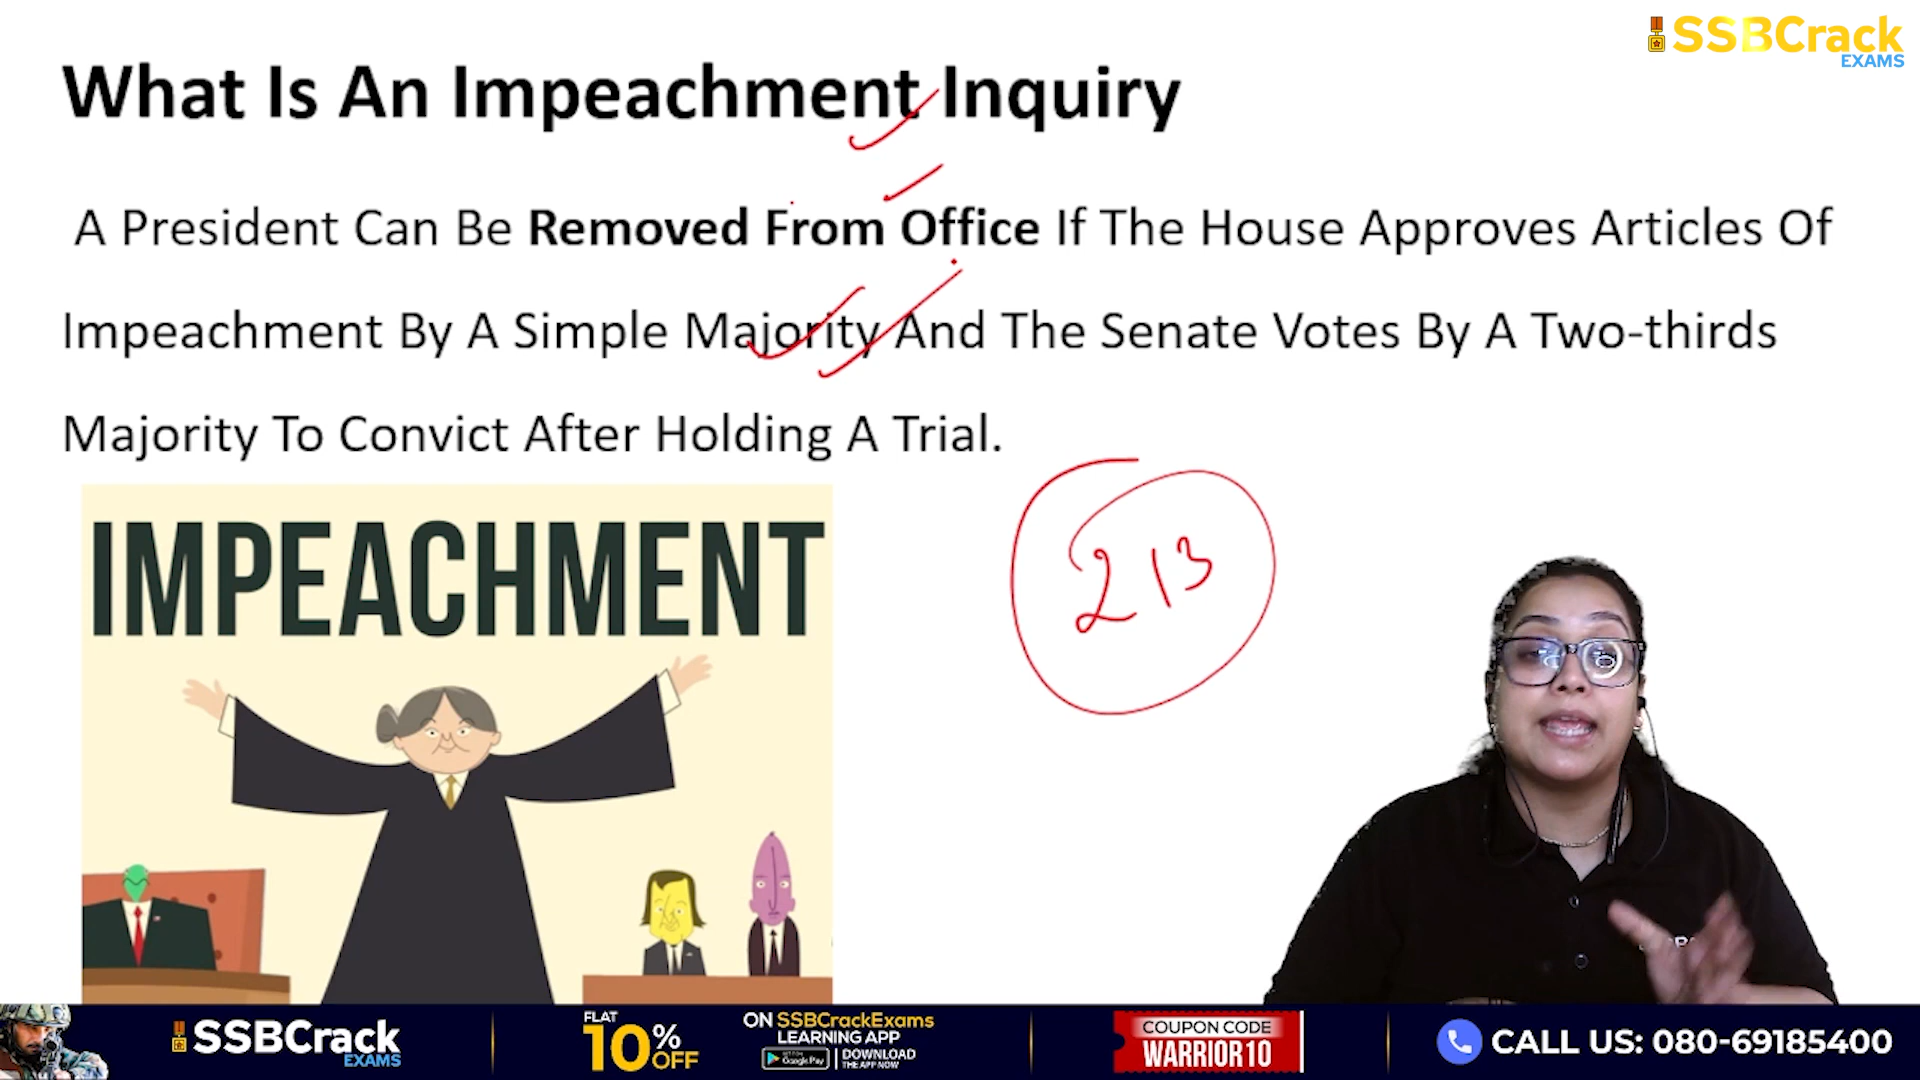 SSBCrack
EXAMS
What Is An Impeachment Inquiry
A President Can Be Removed From Office If The House Approves Articles Of
Impeachment By A Simple Majority And The Senate Votes By A Two-thirds
Majority To Convict After Holding A Trial.
213
IMPEACHMENT
SSBCrack
EXAMS
FLAT
10% OFF
ON SSBCrackExams
LEARNING APP
Google Play
DOWNLOAD
THE APP NOW
COUPON CODE
WARRIOR10
CALL US: 080-69185400